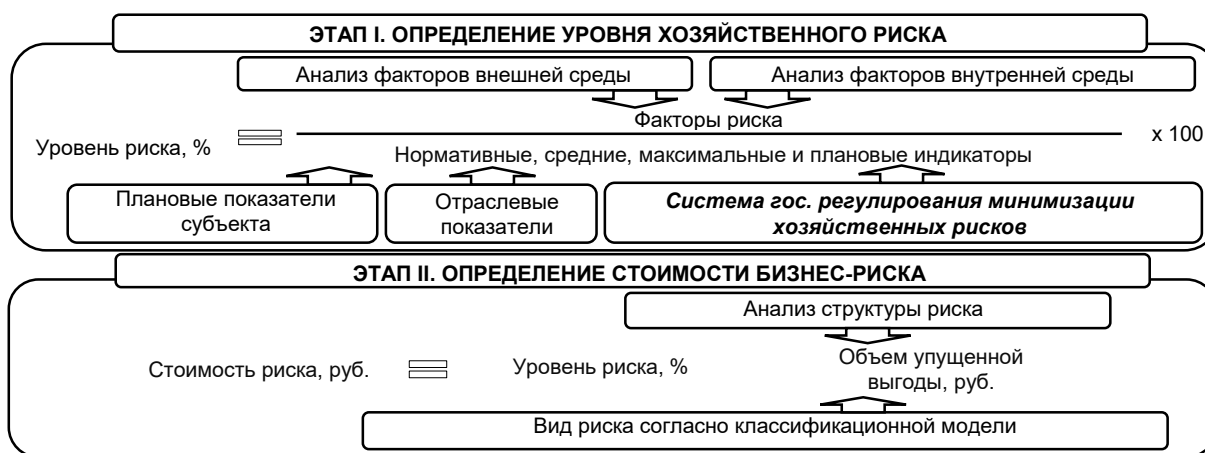 ЭТАП I. ОПРЕДЕЛЕНИЕ УРОВНЯ ХОЗЯЙСТВЕННОГО РИСКА
Анализ факторов внешней среды
Анализ факторов внутренней среды
Факторы риска
Уровень риска, %
х 100
Нормативные, средние, максимальные и плановые индикаторы
Плановые показатели
субъекта
Отраслевые
показатели
Система гос. регулирования минимизации
хозяйственных рисков
ЭТАП II. ОПРЕДЕЛЕНИЕ СТОИМОСТИ БИЗНЕС-РИСКА
Анализ структуры риска
Стоимость риска, руб.
Уровень риска, %
Объем упущенной
выгоды, руб.
Вид риска согласно классификационной модели